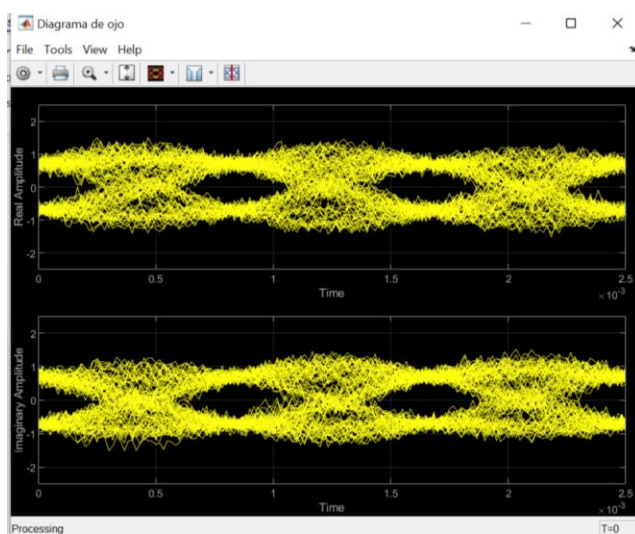 Diagrama de ojo
File Tools View Help
2
1
0
-1
-2
Real Amplitude
0 0.5 1 1.5 2 2.5
Time
×10⁻³
2
1
0
-1
-2
Imaginary Amplitude
0 0.5 1 1.5 2 2.5
Time
×10⁻³
Processing T=0